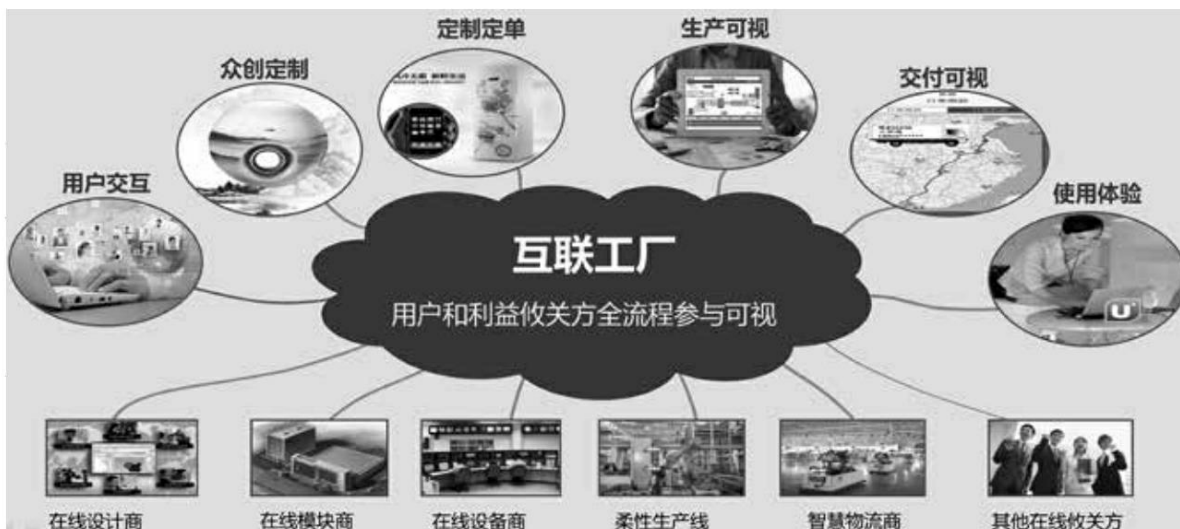 定制定单
生产可视
众创定制
交付可视
用户交互
使用体验
互联工厂
用户和利益攸关方全流程参与可视
U+
在线设计商
在线模块商
在线设备商
柔性生产线
智慧物流商
其他在线攸关方